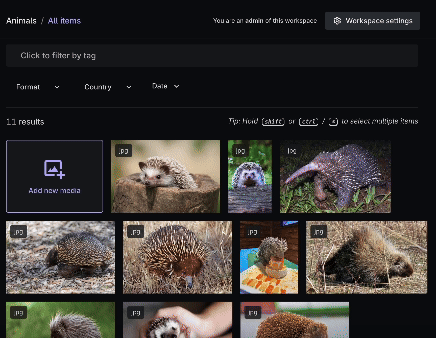 Animals / All items
You are an admin of this workspace
Workspace settings
Click to filter by tag
Format
Country
Date
11 results
Tip: Hold shift or ctrl / ⌘ to select multiple items
Add new media
jpg
jpg
jpg
jpg
jpg
jpg
jpg
jpg
jpg
jpg